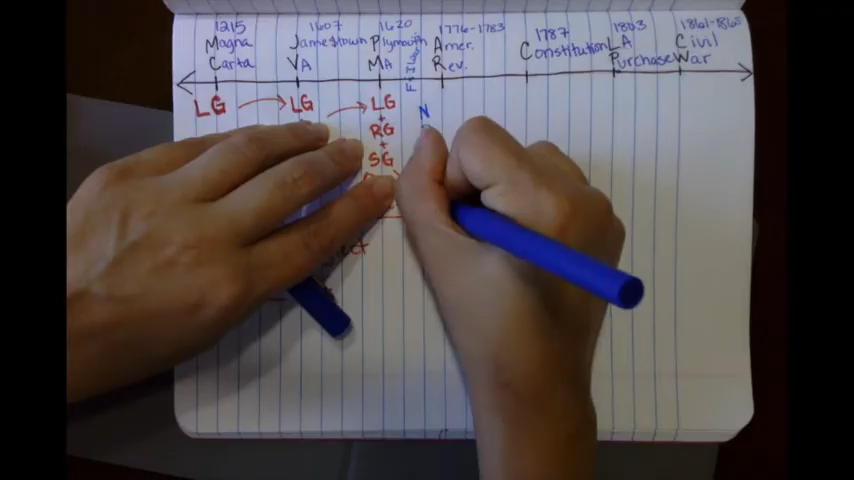 1215
Magna
Carta
1607
Jamestown
VA
1620
Plymouth
MA
1776-1783
Amer.
Rev.
1787
Constitution
1803
LA
Purchase
1861-1865
Civil
War
LG → LG → LG
+
RG
+
SG
N